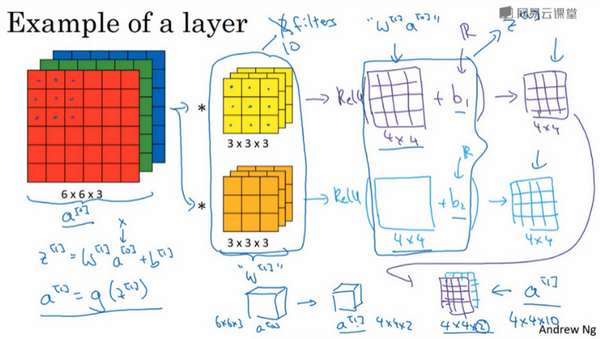 Example of a layer
网易云课堂
filters
10
"W[1] a[0]"
ℝ
z[1]
6 x 6 x 3
a[0]
x
*
3 x 3 x 3
→ ReLU (
4x4
+ b₁ )
→
4x4
*
3 x 3 x 3
→ ReLU (
4x4
ℝ
+ b₂ )
→
4x4
"W[1]"
z[1] = W[1] a[0] + b[1]
a[1] = g(z[1])
6x6x3
a[0]
→
a[1]
4x4x2
4x4x2
← a[1]
4x4x10
Andrew Ng